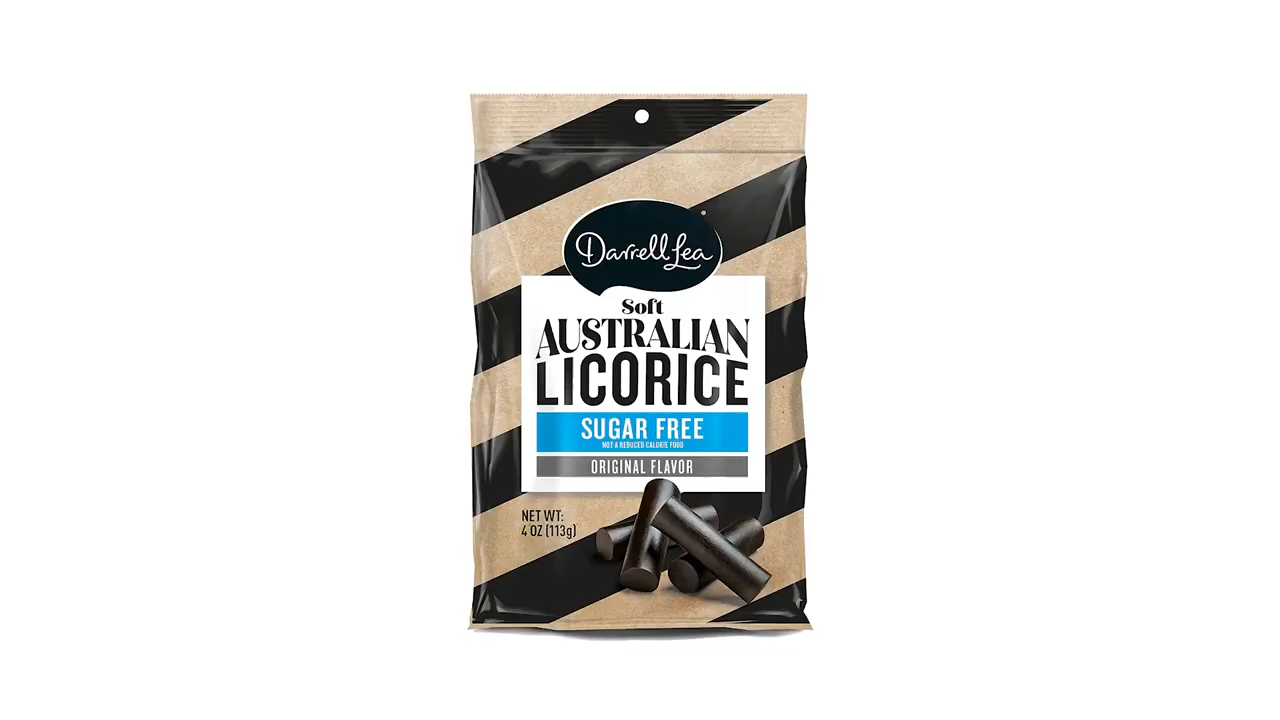 Darrell Lea
Soft
AUSTRALIAN
LICORICE
SUGAR FREE
NOT A REDUCED CALORIE FOOD
ORIGINAL FLAVOR
NET WT:
4 OZ (113g)